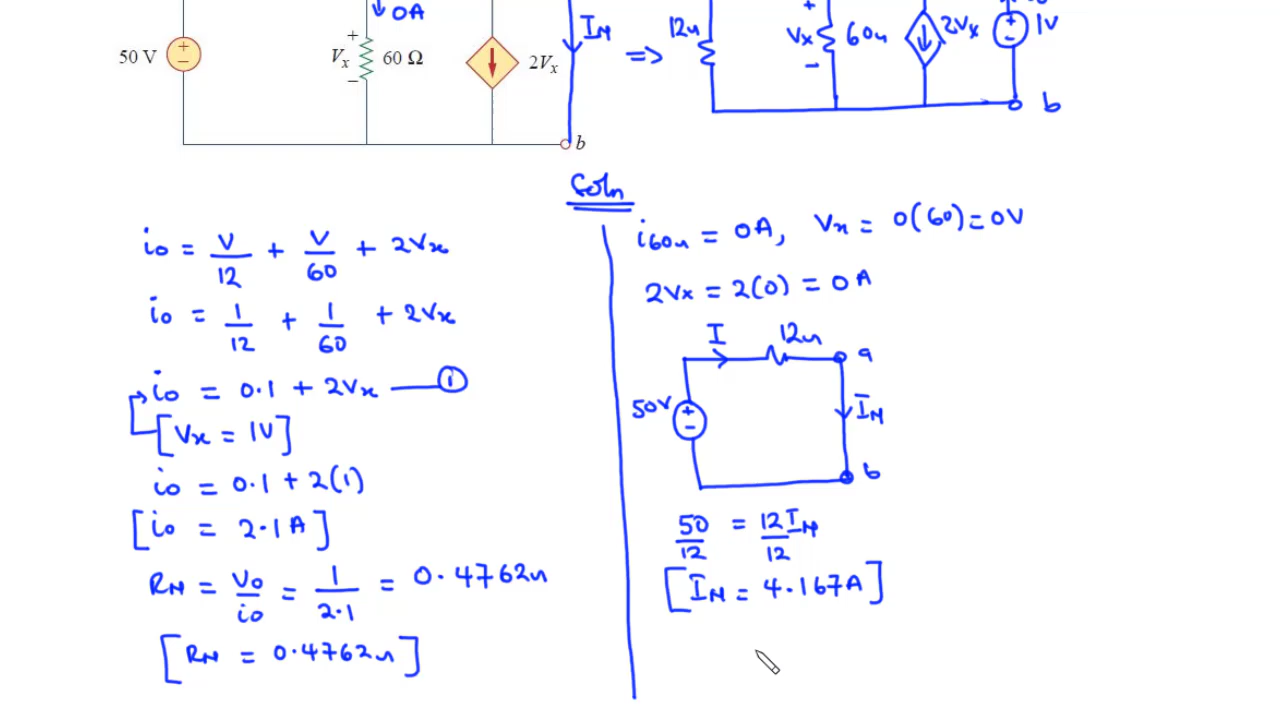 0A
IN
12Ω
+
Vx
60Ω
-
2Vx
+
-
1V
=>
50 V
+
-
+
Vx
-
60 Ω
2Vx
b
b
Soln
io = V/12 + V/60 + 2Vx
io = 1/12 + 1/60 + 2Vx
io = 0.1 + 2Vx — 1
[Vx = 1V]
io = 0.1 + 2(1)
[io = 2.1A]
RN = Vo/io = 1/2.1 = 0.4762Ω
[RN = 0.4762Ω]
i60Ω = 0A, Vx = 0(60) = 0V
2Vx = 2(0) = 0A
I 12Ω a
50V + - IN
b
50/12 = 12IN/12
[IN = 4.167A]